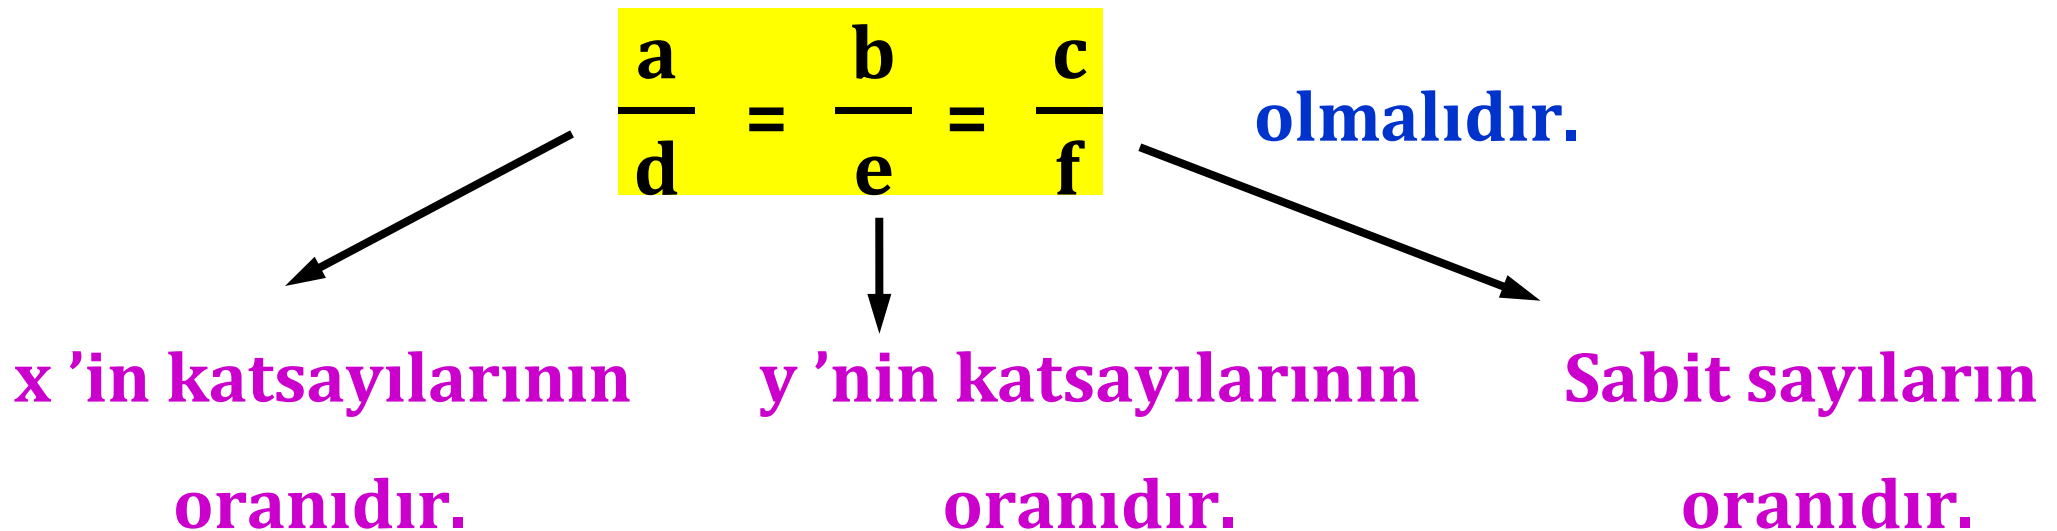 a/d = b/e = c/f olmalıdır.
x ’in katsayılarının y ’nin katsayılarının Sabit sayıların
oranıdır. oranıdır. oranıdır.